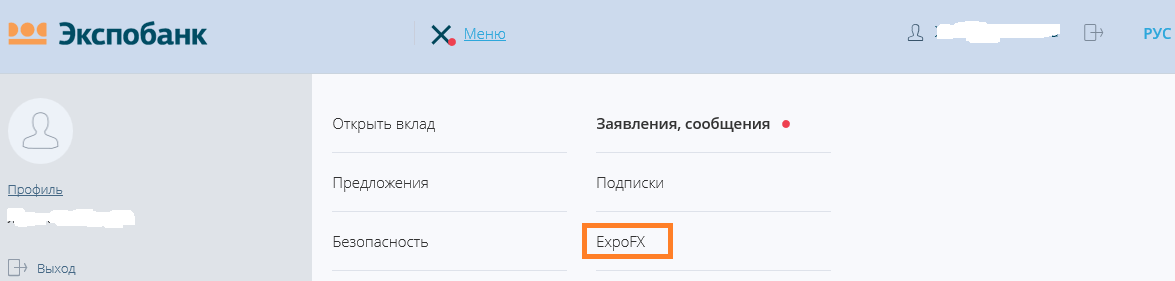 Экспобанк
Меню
РУС
Открыть вклад
Заявления, сообщения
Профиль
Предложения
Подписки
Безопасность
ExpoFX
Выход